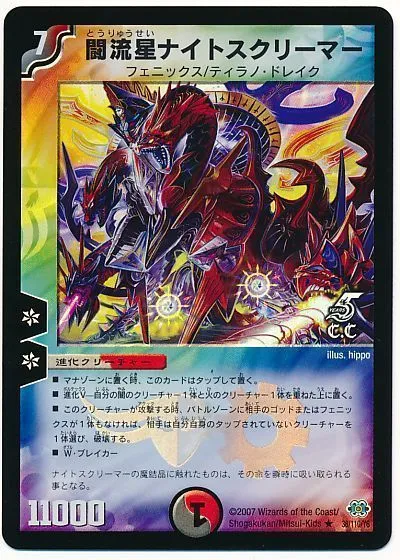 7
とうりゅうせい
闘流星ナイトスクリーマー
フェニックス/ティラノ・ドレイク
5
YEARS
C.C
illus. hippo
進化クリーチャー
■ マナゾーンに置く時、このカードはタップして置く。
■ 進化V－自分の闇のクリーチャー1体と火のクリーチャー1体を重ねた上に置く。
■ このクリーチャーが攻撃する時、バトルゾーンに相手のゴッドまたはフェニッ
クスが1体もなければ、相手は自分自身のタップされていないクリーチャーを
1体選び、破壊する。
■ W・ブレイカー
ナイトスクリーマーの魔結晶に触れたものは、その命を瞬時に吸い取られる
事となる。
11000
1
©2007 Wizards of the Coast/
Shogakukan/Mitsui-Kids ★ 38/110/Y6